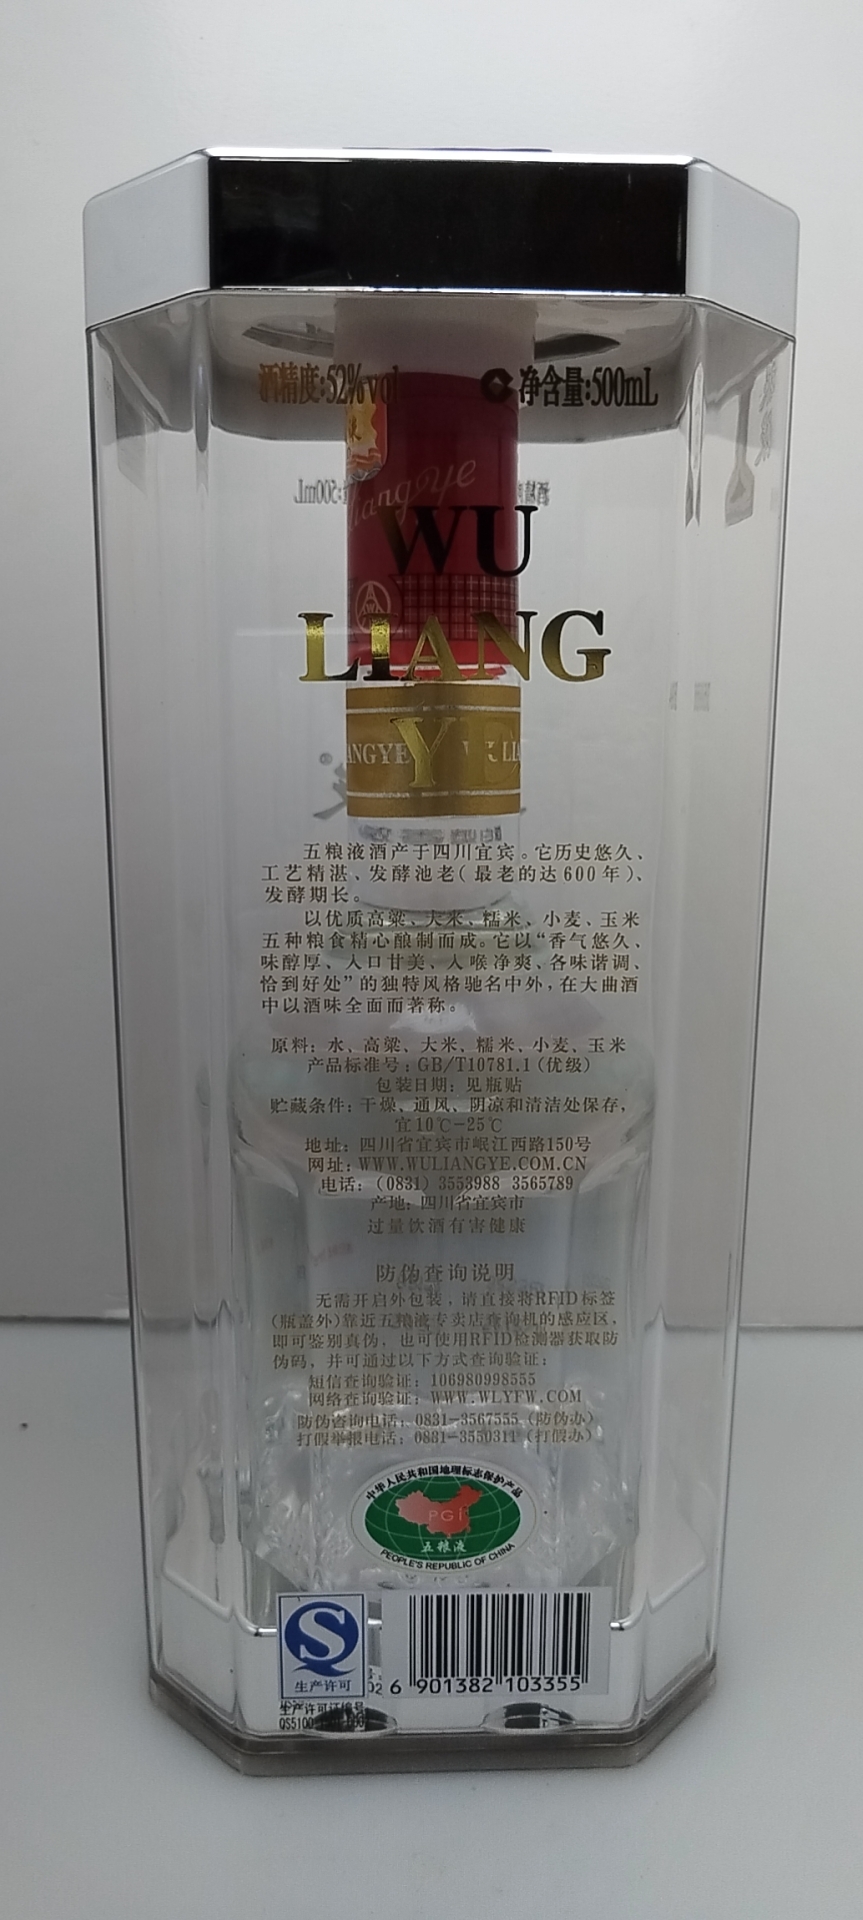 酒精度:52%vol 净含量:500mL
WU
LIANG
YE
五粮液酒产于四川宜宾。它历史悠久、
工艺精湛、发酵池老(最老的达600年)、
发酵期长。
以优质高粱、大米、糯米、小麦、玉米
五种粮食精心酿制而成。它以“香气悠久、
味醇厚、入口甘美、入喉净爽、各味谐调、
恰到好处”的独特风格驰名中外,在大曲酒
中以酒味全面而著称。
原料: 水、高粱、大米、糯米、小麦、玉米
产品标准号: GB/T10781.1(优级)
包装日期: 见瓶贴
贮藏条件: 干燥、通风、阴凉和清洁处保存,
宜10℃-25℃
地址: 四川省宜宾市岷江西路150号
网址: WWW.WULIANGYE.COM.CN
电话: (0831) 3553988 3565789
产地: 四川省宜宾市
过量饮酒有害健康
防伪查询说明
无需开启外包装,请直接将RFID标签
(瓶盖外)靠近五粮液专卖店查询机的感应区,
即可鉴别真伪,也可使用RFID检测器获取防
伪码,并可通过以下方式查询验证:
短信查询验证: 106980998555
网络查询验证: WWW.WLYFW.COM
防伪咨询电话: 0831-3567555 (防伪办)
打假举报电话: 0831-3550311 (打假办)
中华人民共和国地理标志保护产品
PGI
五粮液
PEOPLE'S REPUBLIC OF CHINA
生产许可
6 901382 103355
生产许可证编号
QS5100